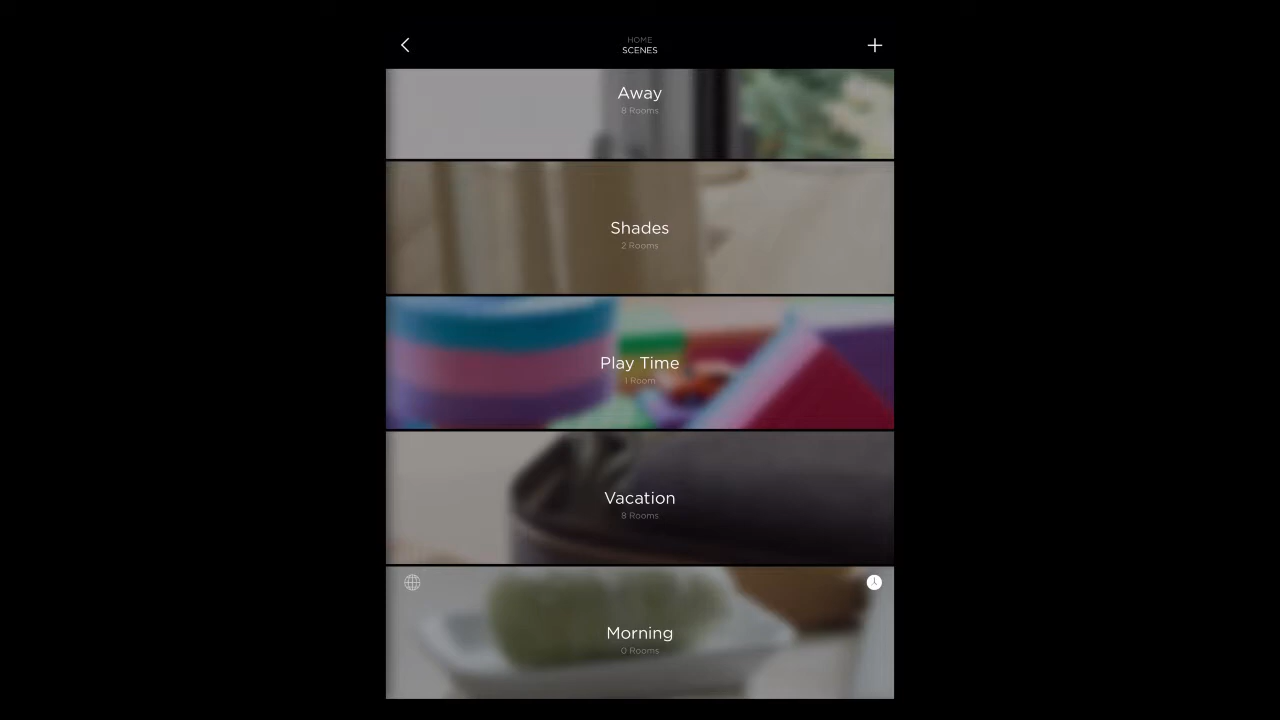 HOME
SCENES
Away
8 Rooms
Shades
2 Rooms
Play Time
1 Room
Vacation
8 Rooms
Morning
0 Rooms